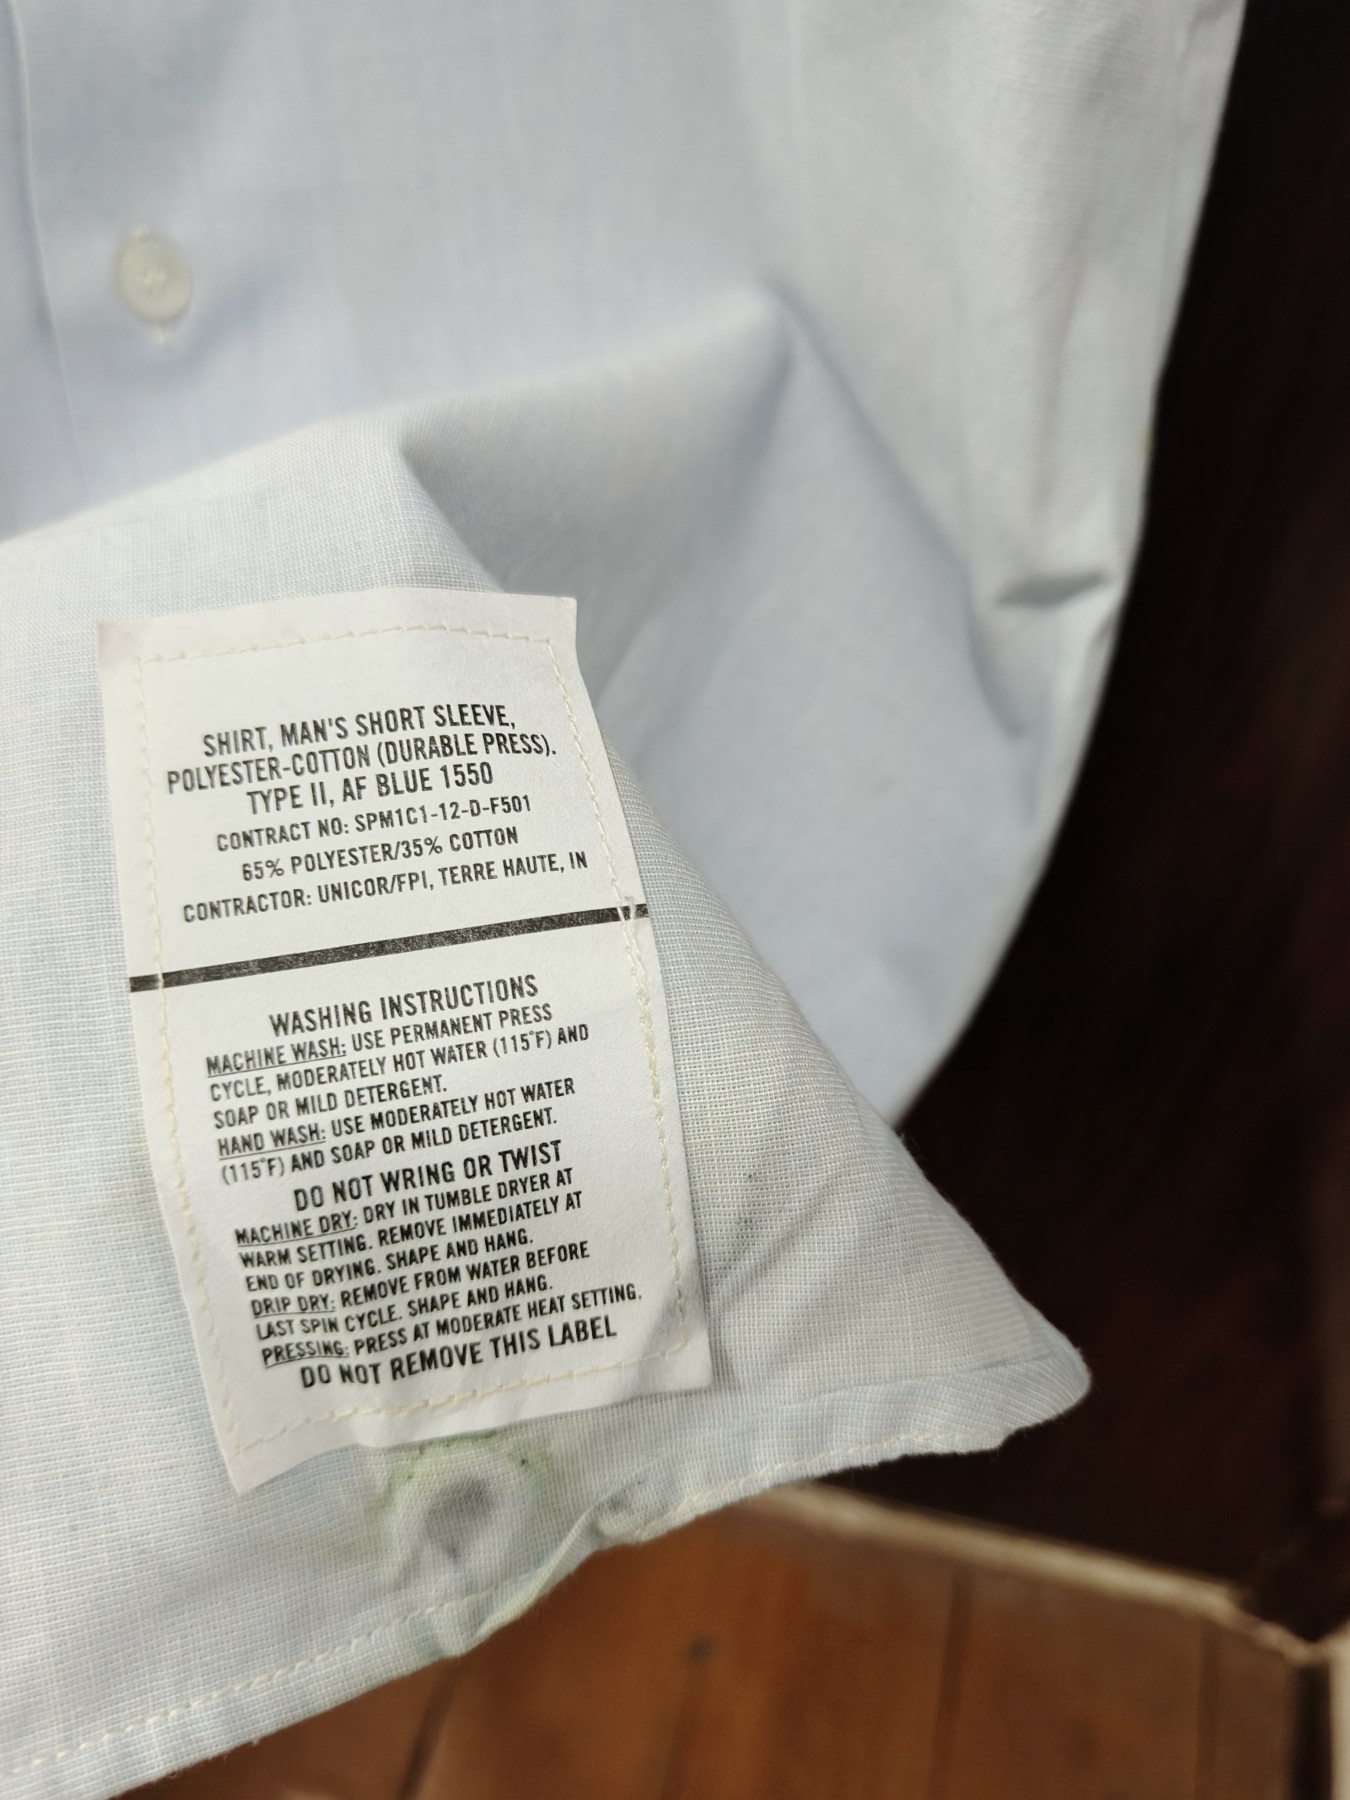 SHIRT, MAN'S SHORT SLEEVE,
POLYESTER-COTTON (DURABLE PRESS).
TYPE II, AF BLUE 1550
CONTRACT NO: SPM1C1-12-D-F501
65% POLYESTER/35% COTTON
CONTRACTOR: UNICOR/FPI, TERRE HAUTE, IN
WASHING INSTRUCTIONS
MACHINE WASH: USE PERMANENT PRESS
CYCLE, MODERATELY HOT WATER (115°F) AND
SOAP OR MILD DETERGENT.
HAND WASH: USE MODERATELY HOT WATER
(115°F) AND SOAP OR MILD DETERGENT.
DO NOT WRING OR TWIST
MACHINE DRY: DRY IN TUMBLE DRYER AT
WARM SETTING. REMOVE IMMEDIATELY AT
END OF DRYING. SHAPE AND HANG.
DRIP DRY: REMOVE FROM WATER BEFORE
LAST SPIN CYCLE. SHAPE AND HANG.
PRESSING: PRESS AT MODERATE HEAT SETTING.
DO NOT REMOVE THIS LABEL